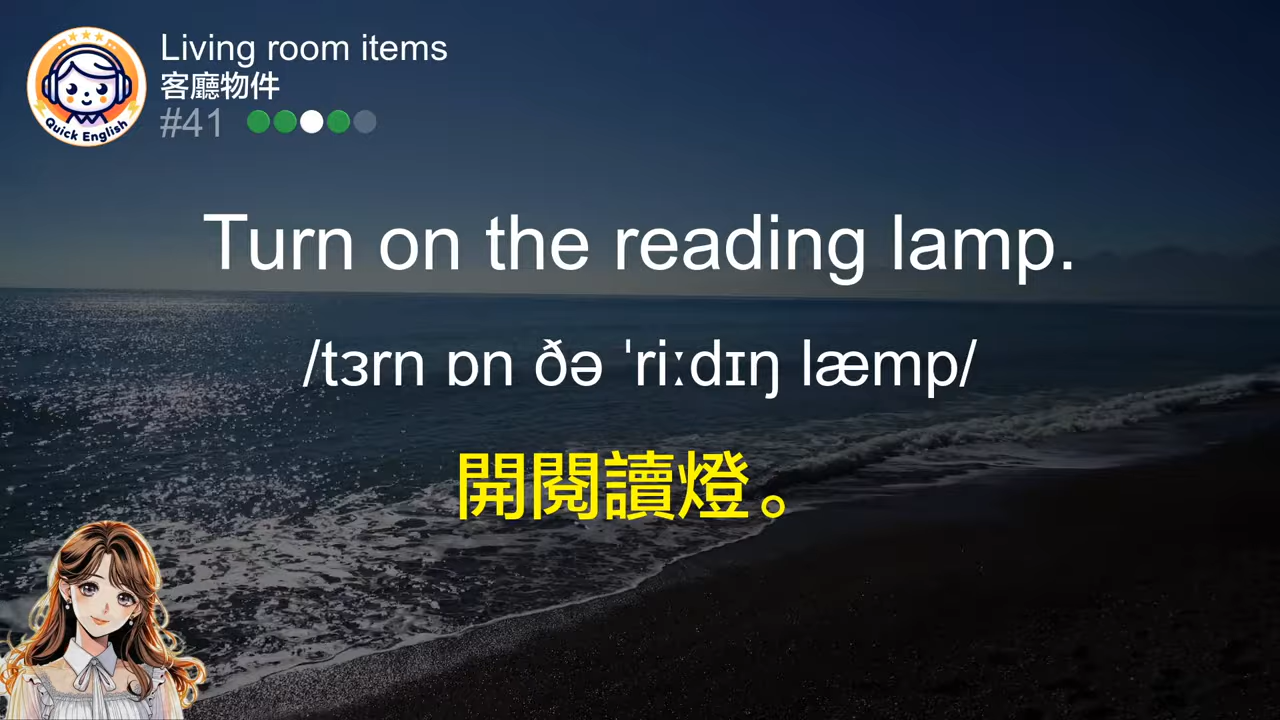 Quick English
Living room items
客廳物件
#41
Turn on the reading lamp.
/tɜrn ɒn ðə ˈriːdɪŋ læmp/
開閱讀燈。